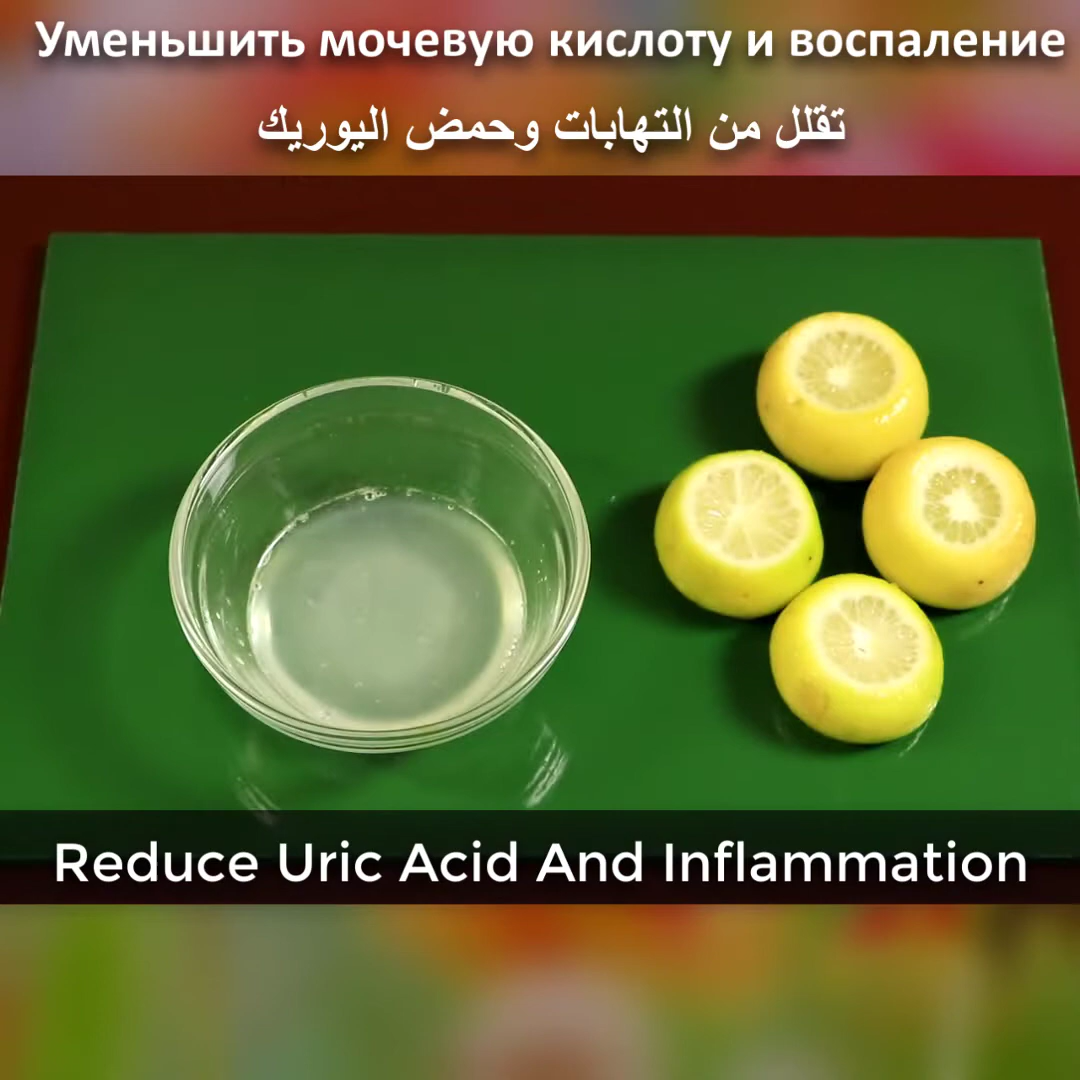 Уменьшить мочевую кислоту и воспаление
تقلل من التهابات وحمض اليوريك
Reduce Uric Acid And Inflammation